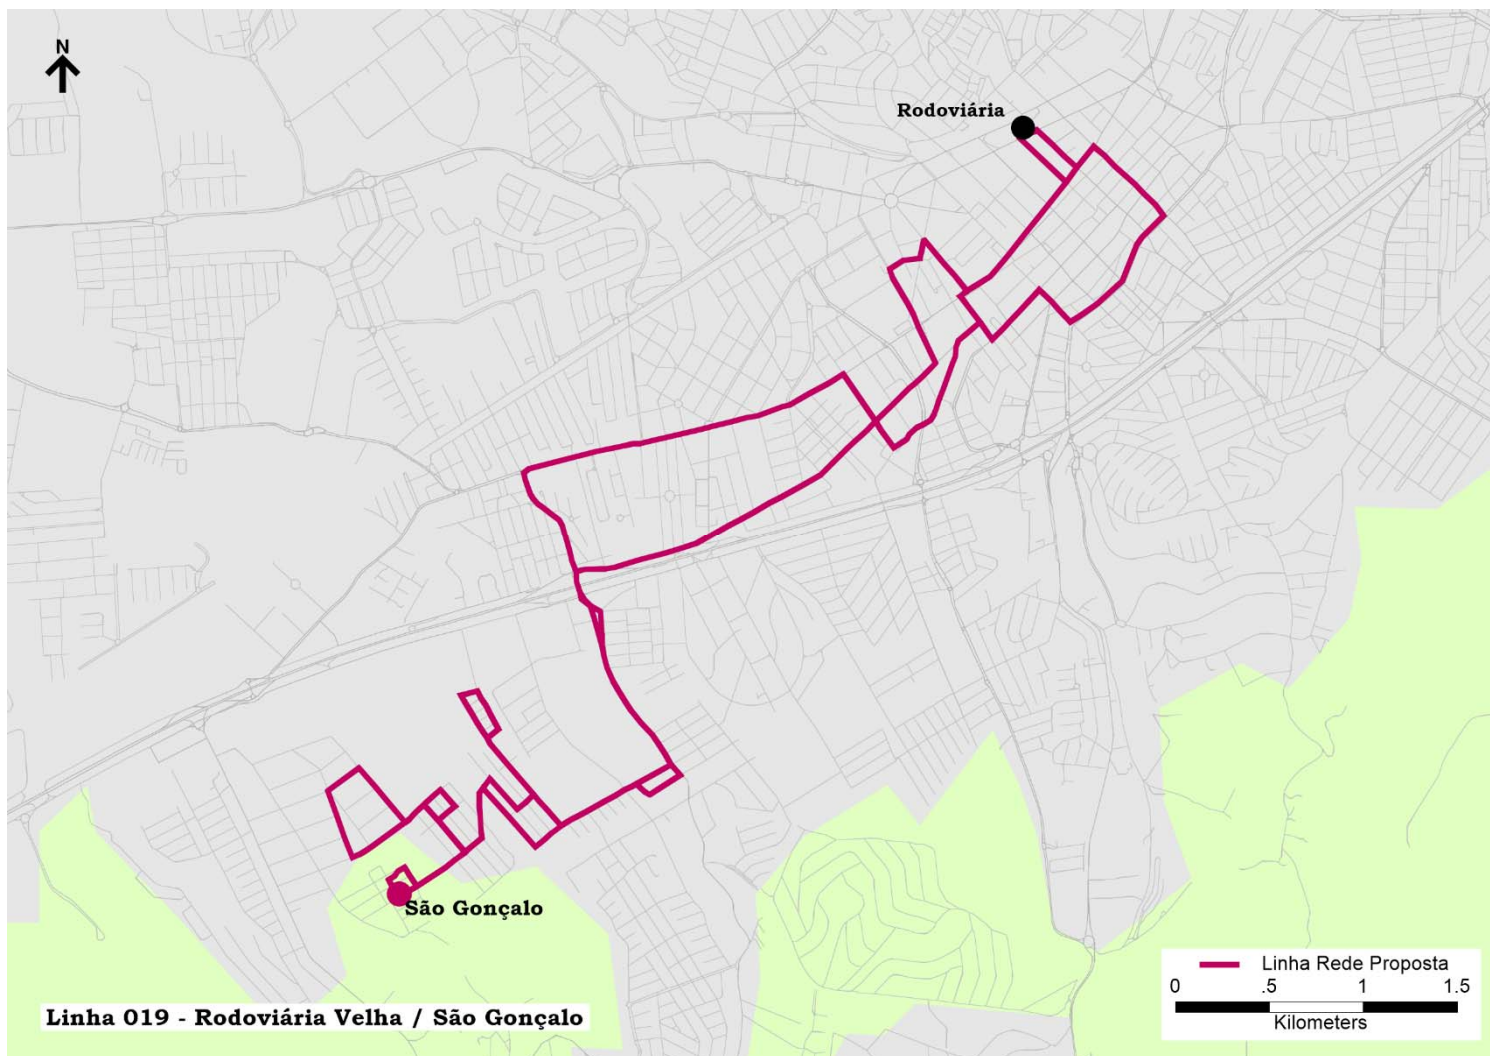 N
Rodoviária
São Gonçalo
Linha Rede Proposta
0 .5 1 1.5
Kilometers
Linha 019 - Rodoviária Velha / São Gonçalo